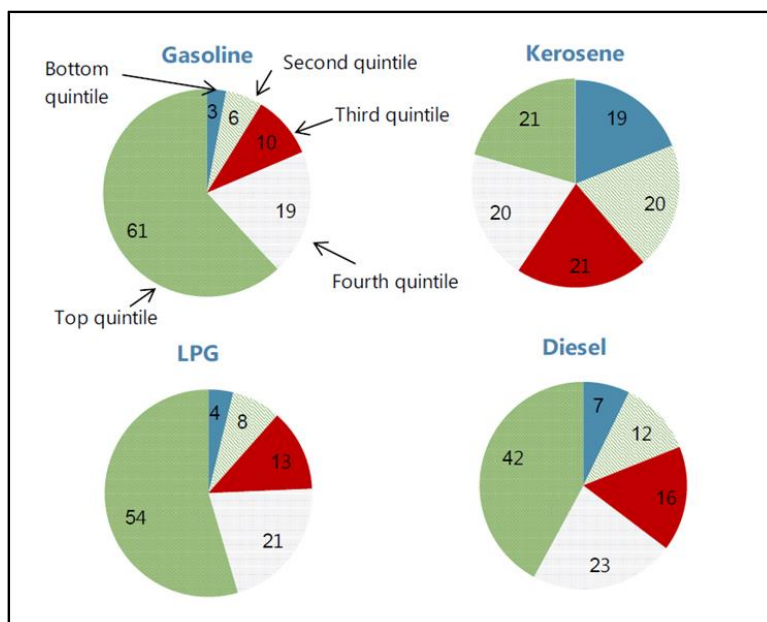 Gasoline
Kerosene
Bottom
quintile
Second quintile
Third quintile
Fourth quintile
Top quintile
3
6
10
19
61
19
20
21
20
21
LPG
Diesel
4
8
13
21
54
7
12
16
23
42